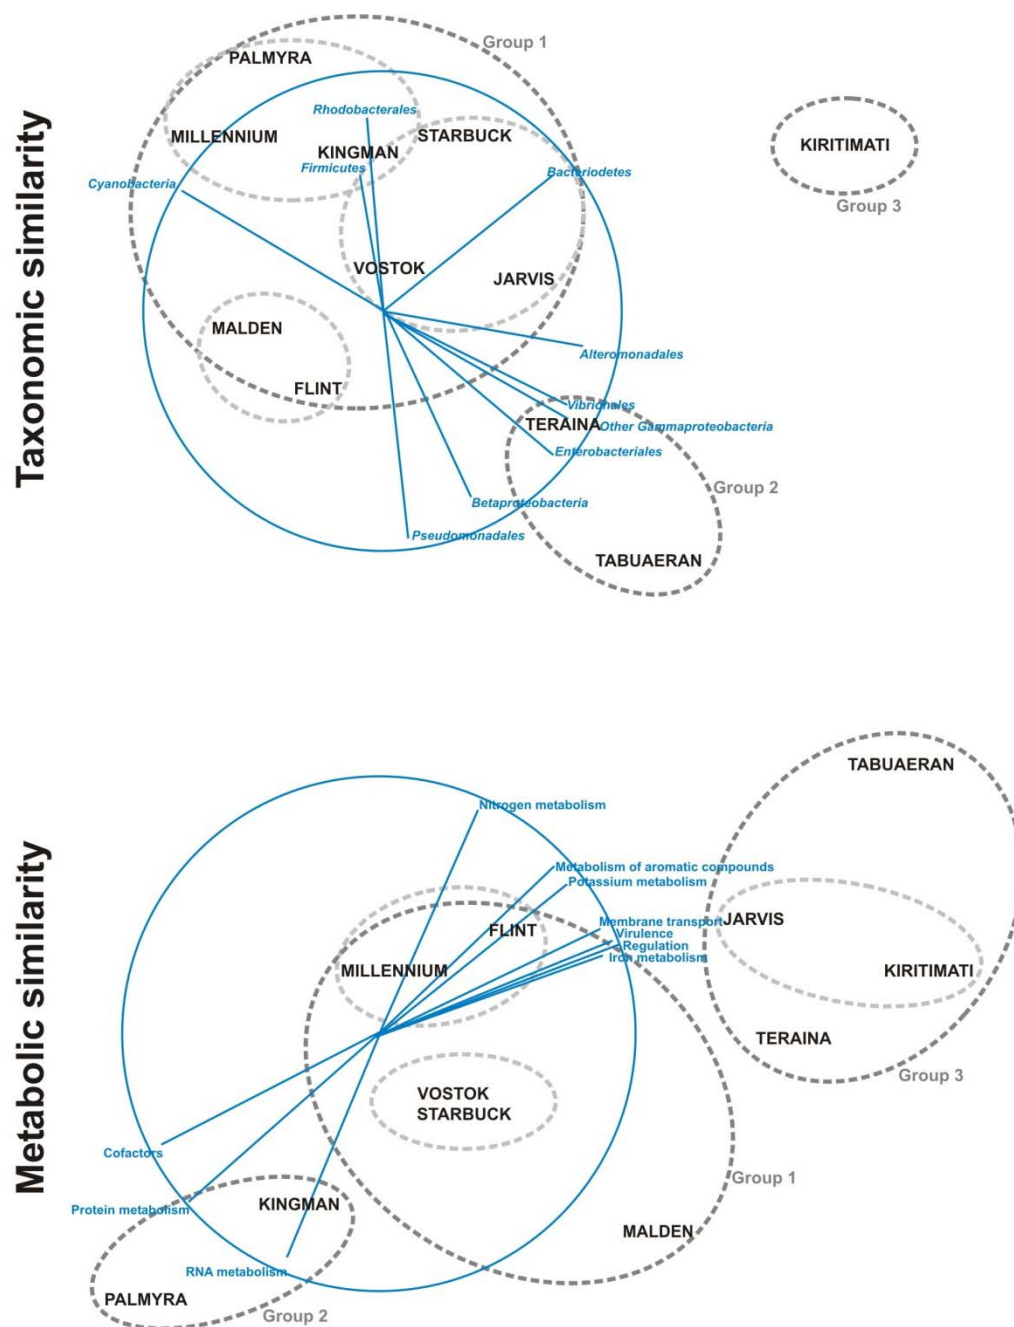 Taxonomic similarity
Group 1
PALMYRA
Rhodobacterales
MILLENNIUM
STARBUCK
KINGMAN
KIRITIMATI
Firmicutes
Bacteriodetes
Cyanobacteria
Group 3
VOSTOK
JARVIS
MALDEN
Alteromonadales
FLINT
Vibrionales
TERAINA
Other Gammaproteobacteria
Enterobacteriales
Group 2
Betaproteobacteria
Pseudomonadales
TABUAERAN
Metabolic similarity
TABUAERAN
Nitrogen metabolism
Metabolism of aromatic compounds
Potassium metabolism
JARVIS
Membrane transport
FLINT
Virulence
Regulation
Iron metabolism
MILLENNIUM
KIRITIMATI
TERAINA
Group 3
VOSTOK
STARBUCK
Cofactors
Group 1
KINGMAN
Protein metabolism
MALDEN
RNA metabolism
PALMYRA
Group 2